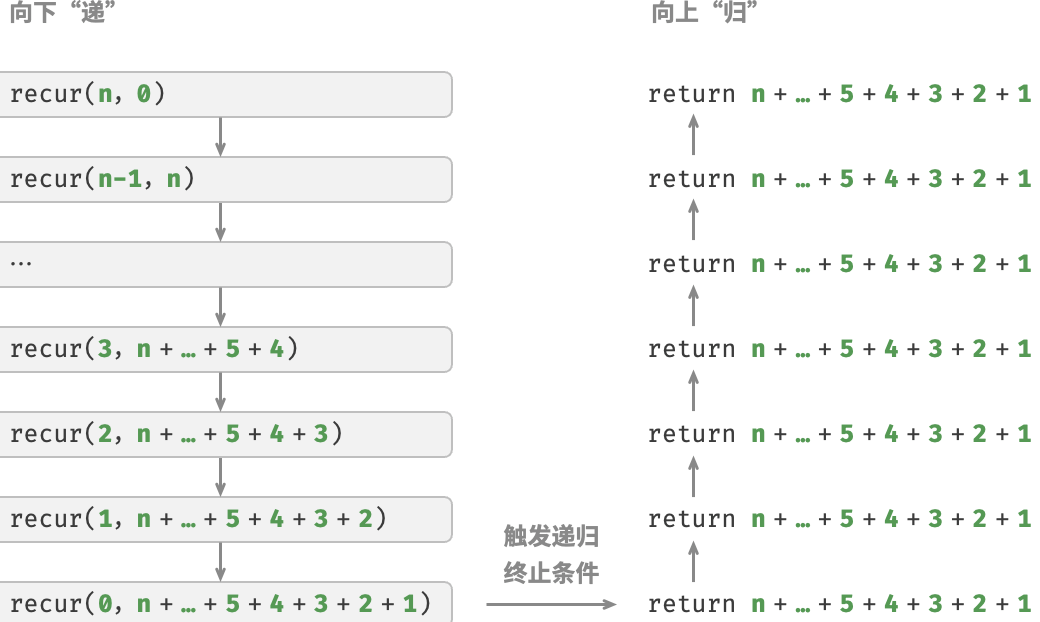 向下“递”
向上“归”
recur(n, 0)
return n + … + 5 + 4 + 3 + 2 + 1
recur(n-1, n)
return n + … + 5 + 4 + 3 + 2 + 1
…
return n + … + 5 + 4 + 3 + 2 + 1
recur(3, n + … + 5 + 4)
return n + … + 5 + 4 + 3 + 2 + 1
recur(2, n + … + 5 + 4 + 3)
return n + … + 5 + 4 + 3 + 2 + 1
recur(1, n + … + 5 + 4 + 3 + 2)
return n + … + 5 + 4 + 3 + 2 + 1
触发递归
终止条件
recur(0, n + … + 5 + 4 + 3 + 2 + 1)
return n + … + 5 + 4 + 3 + 2 + 1